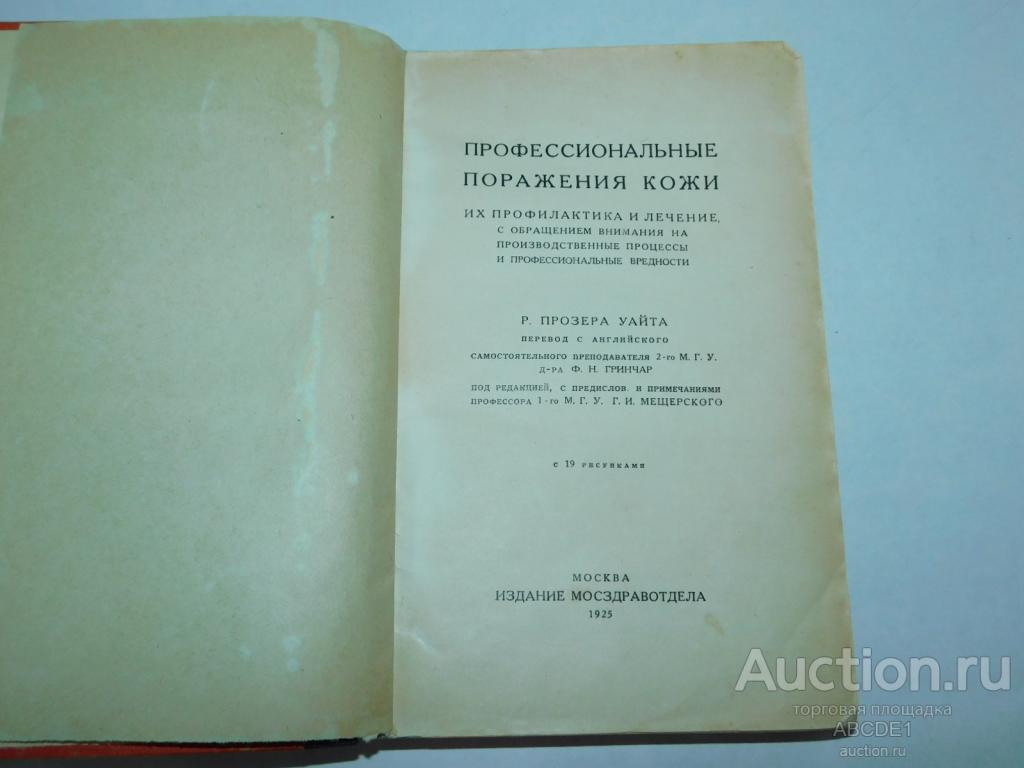 ПРОФЕССИОНАЛЬНЫЕ
ПОРАЖЕНИЯ КОЖИ
ИХ ПРОФИЛАКТИКА И ЛЕЧЕНИЕ,
С ОБРАЩЕНИЕМ ВНИМАНИЯ НА
ПРОИЗВОДСТВЕННЫЕ ПРОЦЕССЫ
И ПРОФЕССИОНАЛЬНЫЕ ВРЕДНОСТИ
Р. ПРОЗЕРА УАЙТА
ПЕРЕВОД С АНГЛИЙСКОГО
САМОСТОЯТЕЛЬНОГО ПРЕПОДАВАТЕЛЯ 2-го М. Г. У.
Д-РА Ф. Н. ГРИНЧАР
ПОД РЕДАКЦИЕЙ, С ПРЕДИСЛОВ. И ПРИМЕЧАНИЯМИ
ПРОФЕССОРА 1-го М. Г. У. Г. И. МЕЩЕРСКОГО
С 19 РИСУНКАМИ
МОСКВА
ИЗДАНИЕ МОСЗДРАВОТДЕЛА
1925
Auction.ru
торговая площадка
ABCDE1
auction.ru